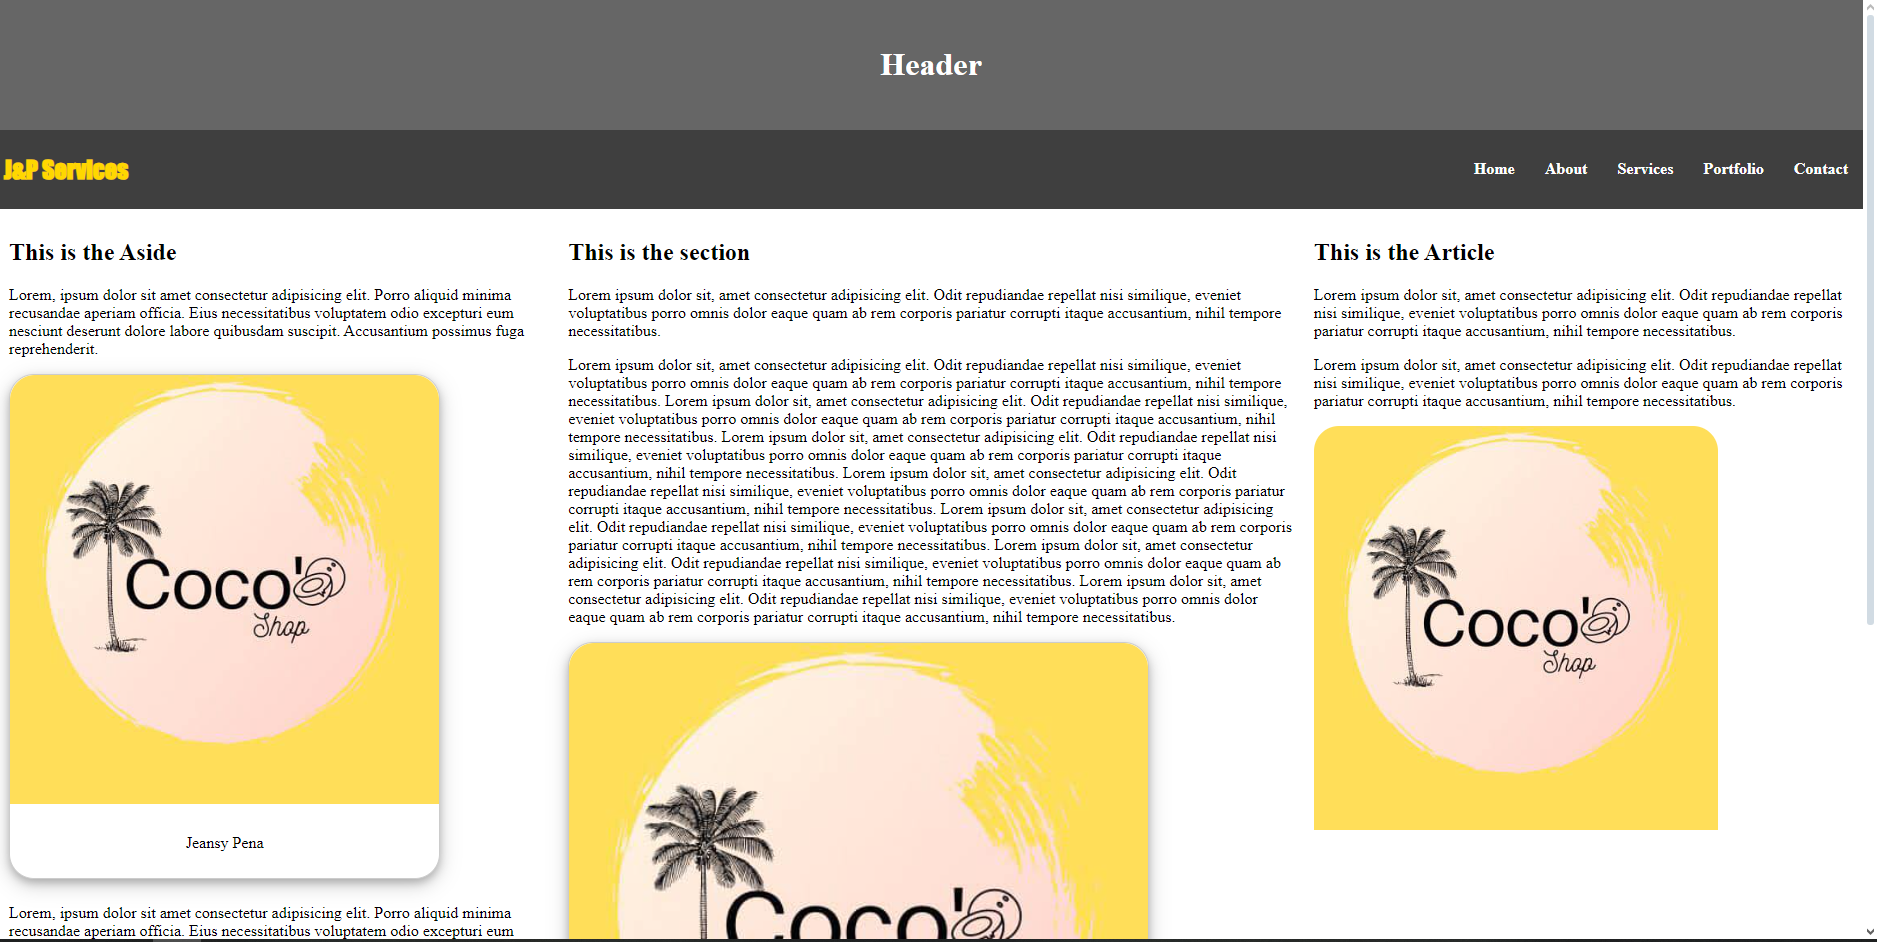 Header
J&P Services
Home About Services Portfolio Contact
This is the Aside
Lorem, ipsum dolor sit amet consectetur adipisicing elit. Porro aliquid minima
recusandae aperiam officia. Eius necessitatibus voluptatem odio excepturi eum
nesciunt deserunt dolore labore quibusdam suscipit. Accusantium possimus fuga
reprehenderit.
Coco's
Shop
Jeansy Pena
Lorem, ipsum dolor sit amet consectetur adipisicing elit. Porro aliquid minima
recusandae aperiam officia. Eius necessitatibus voluptatem odio excepturi eum
This is the section
Lorem ipsum dolor sit, amet consectetur adipisicing elit. Odit repudiandae repellat nisi similique, eveniet
voluptatibus porro omnis dolor eaque quam ab rem corporis pariatur corrupti itaque accusantium, nihil tempore
necessitatibus.
Lorem ipsum dolor sit, amet consectetur adipisicing elit. Odit repudiandae repellat nisi similique, eveniet
voluptatibus porro omnis dolor eaque quam ab rem corporis pariatur corrupti itaque accusantium, nihil tempore
necessitatibus. Lorem ipsum dolor sit, amet consectetur adipisicing elit. Odit repudiandae repellat nisi similique,
eveniet voluptatibus porro omnis dolor eaque quam ab rem corporis pariatur corrupti itaque accusantium, nihil
tempore necessitatibus. Lorem ipsum dolor sit, amet consectetur adipisicing elit. Odit repudiandae repellat nisi
similique, eveniet voluptatibus porro omnis dolor eaque quam ab rem corporis pariatur corrupti itaque
accusantium, nihil tempore necessitatibus. Lorem ipsum dolor sit, amet consectetur adipisicing elit. Odit
repudiandae repellat nisi similique, eveniet voluptatibus porro omnis dolor eaque quam ab rem corporis pariatur
corrupti itaque accusantium, nihil tempore necessitatibus. Lorem ipsum dolor sit, amet consectetur adipisicing
elit. Odit repudiandae repellat nisi similique, eveniet voluptatibus porro omnis dolor eaque quam ab rem corporis
pariatur corrupti itaque accusantium, nihil tempore necessitatibus. Lorem ipsum dolor sit, amet consectetur
adipisicing elit. Odit repudiandae repellat nisi similique, eveniet voluptatibus porro omnis dolor eaque quam ab
rem corporis pariatur corrupti itaque accusantium, nihil tempore necessitatibus. Lorem ipsum dolor sit, amet
consectetur adipisicing elit. Odit repudiandae repellat nisi similique, eveniet voluptatibus porro omnis dolor
eaque quam ab rem corporis pariatur corrupti itaque accusantium, nihil tempore necessitatibus.
Coco's
This is the Article
Lorem ipsum dolor sit, amet consectetur adipisicing elit. Odit repudiandae repellat
nisi similique, eveniet voluptatibus porro omnis dolor eaque quam ab rem corporis
pariatur corrupti itaque accusantium, nihil tempore necessitatibus.
Lorem ipsum dolor sit, amet consectetur adipisicing elit. Odit repudiandae repellat
nisi similique, eveniet voluptatibus porro omnis dolor eaque quam ab rem corporis
pariatur corrupti itaque accusantium, nihil tempore necessitatibus.
Coco's
Shop